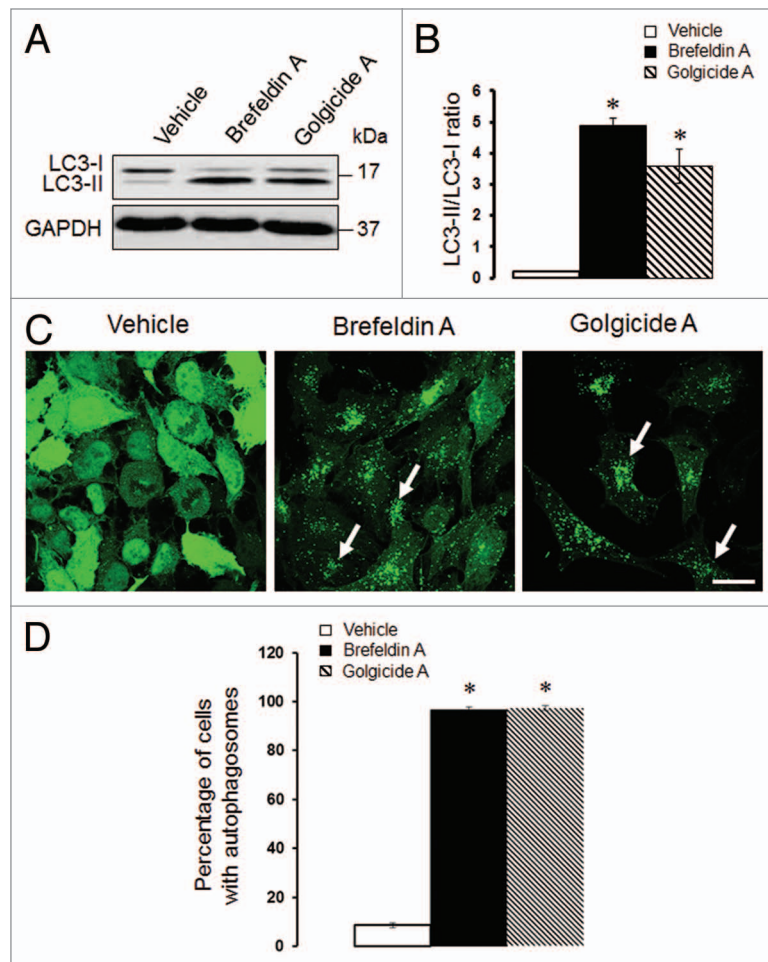 A
Vehicle
Brefeldin A
Golgicide A
kDa
LC3-I
LC3-II
17
GAPDH
37
B
Vehicle
Brefeldin A
Golgicide A
LC3-II/LC3-I ratio
6
5
4
3
2
1
0
*
*
C
Vehicle
Brefeldin A
Golgicide A
D
Vehicle
Brefeldin A
Golgicide A
Percentage of cells
with autophagosomes
120
100
80
60
40
20
0
*
*